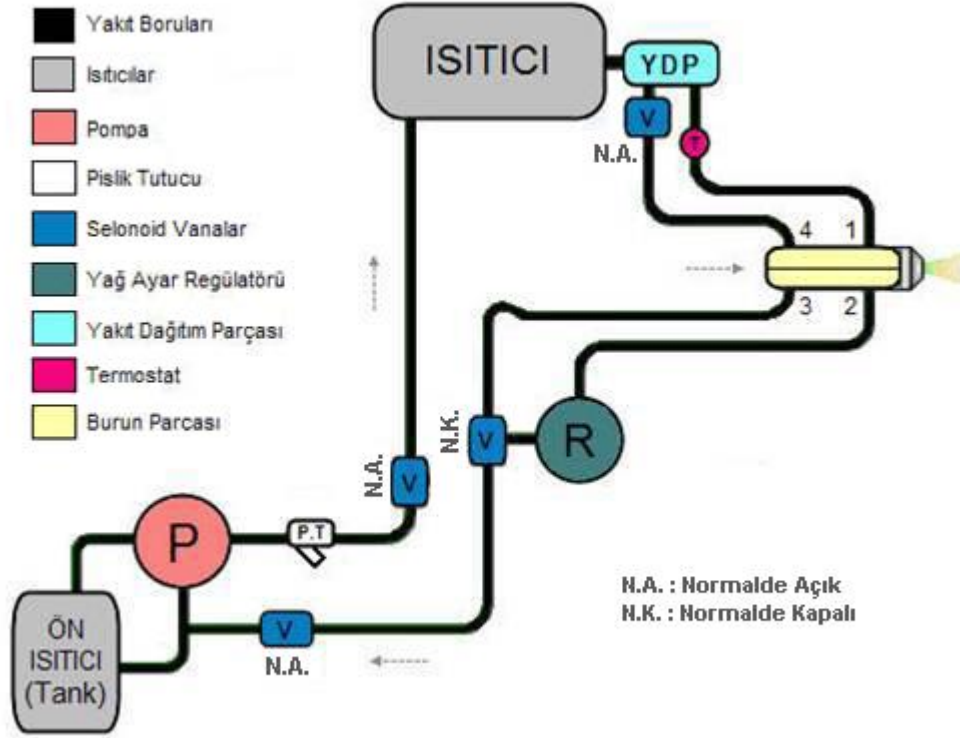 Yakıt Boruları
Isıtıcılar
Pompa
Pislik Tutucu
Selonoid Vanalar
Yağ Ayar Regülatörü
Yakıt Dağıtım Parçası
Termostat
Burun Parçası
ISITICI
YDP
V
N.A.
T
4 1
3 2
N.K.
V
R
N.A.
V
P
P.T
ÖN
ISITICI
(Tank)
V
N.A.
N.A. : Normalde Açık
N.K. : Normalde Kapalı